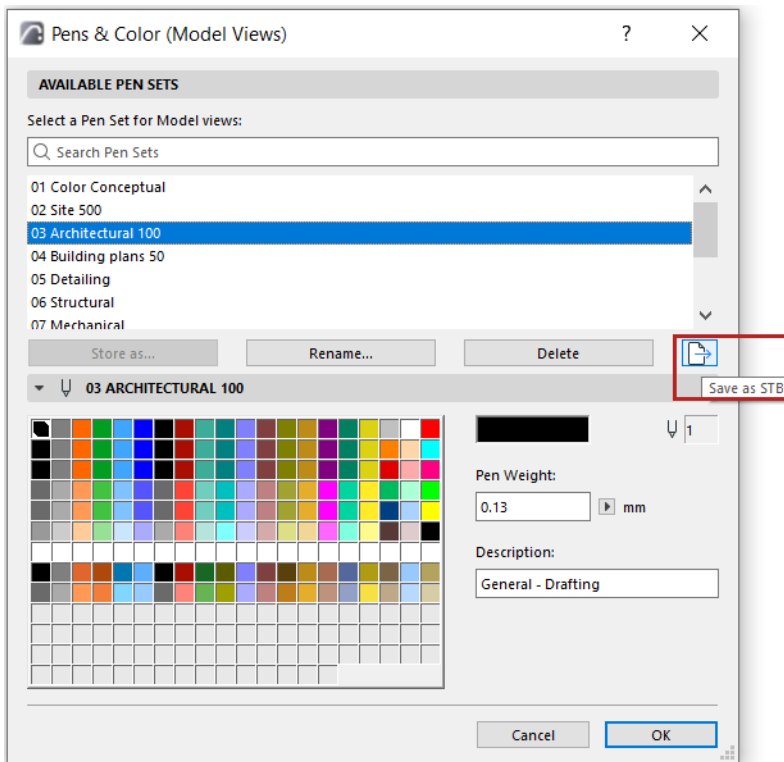 Pens & Color (Model Views) ?
AVAILABLE PEN SETS
Select a Pen Set for Model views:
Search Pen Sets
01 Color Conceptual
02 Site 500
03 Architectural 100
04 Building plans 50
05 Detailing
06 Structural
07 Mechanical
Store as... Rename... Delete
Save as STB
03 ARCHITECTURAL 100
1
Pen Weight:
0.13 mm
Description:
General - Drafting
Cancel OK